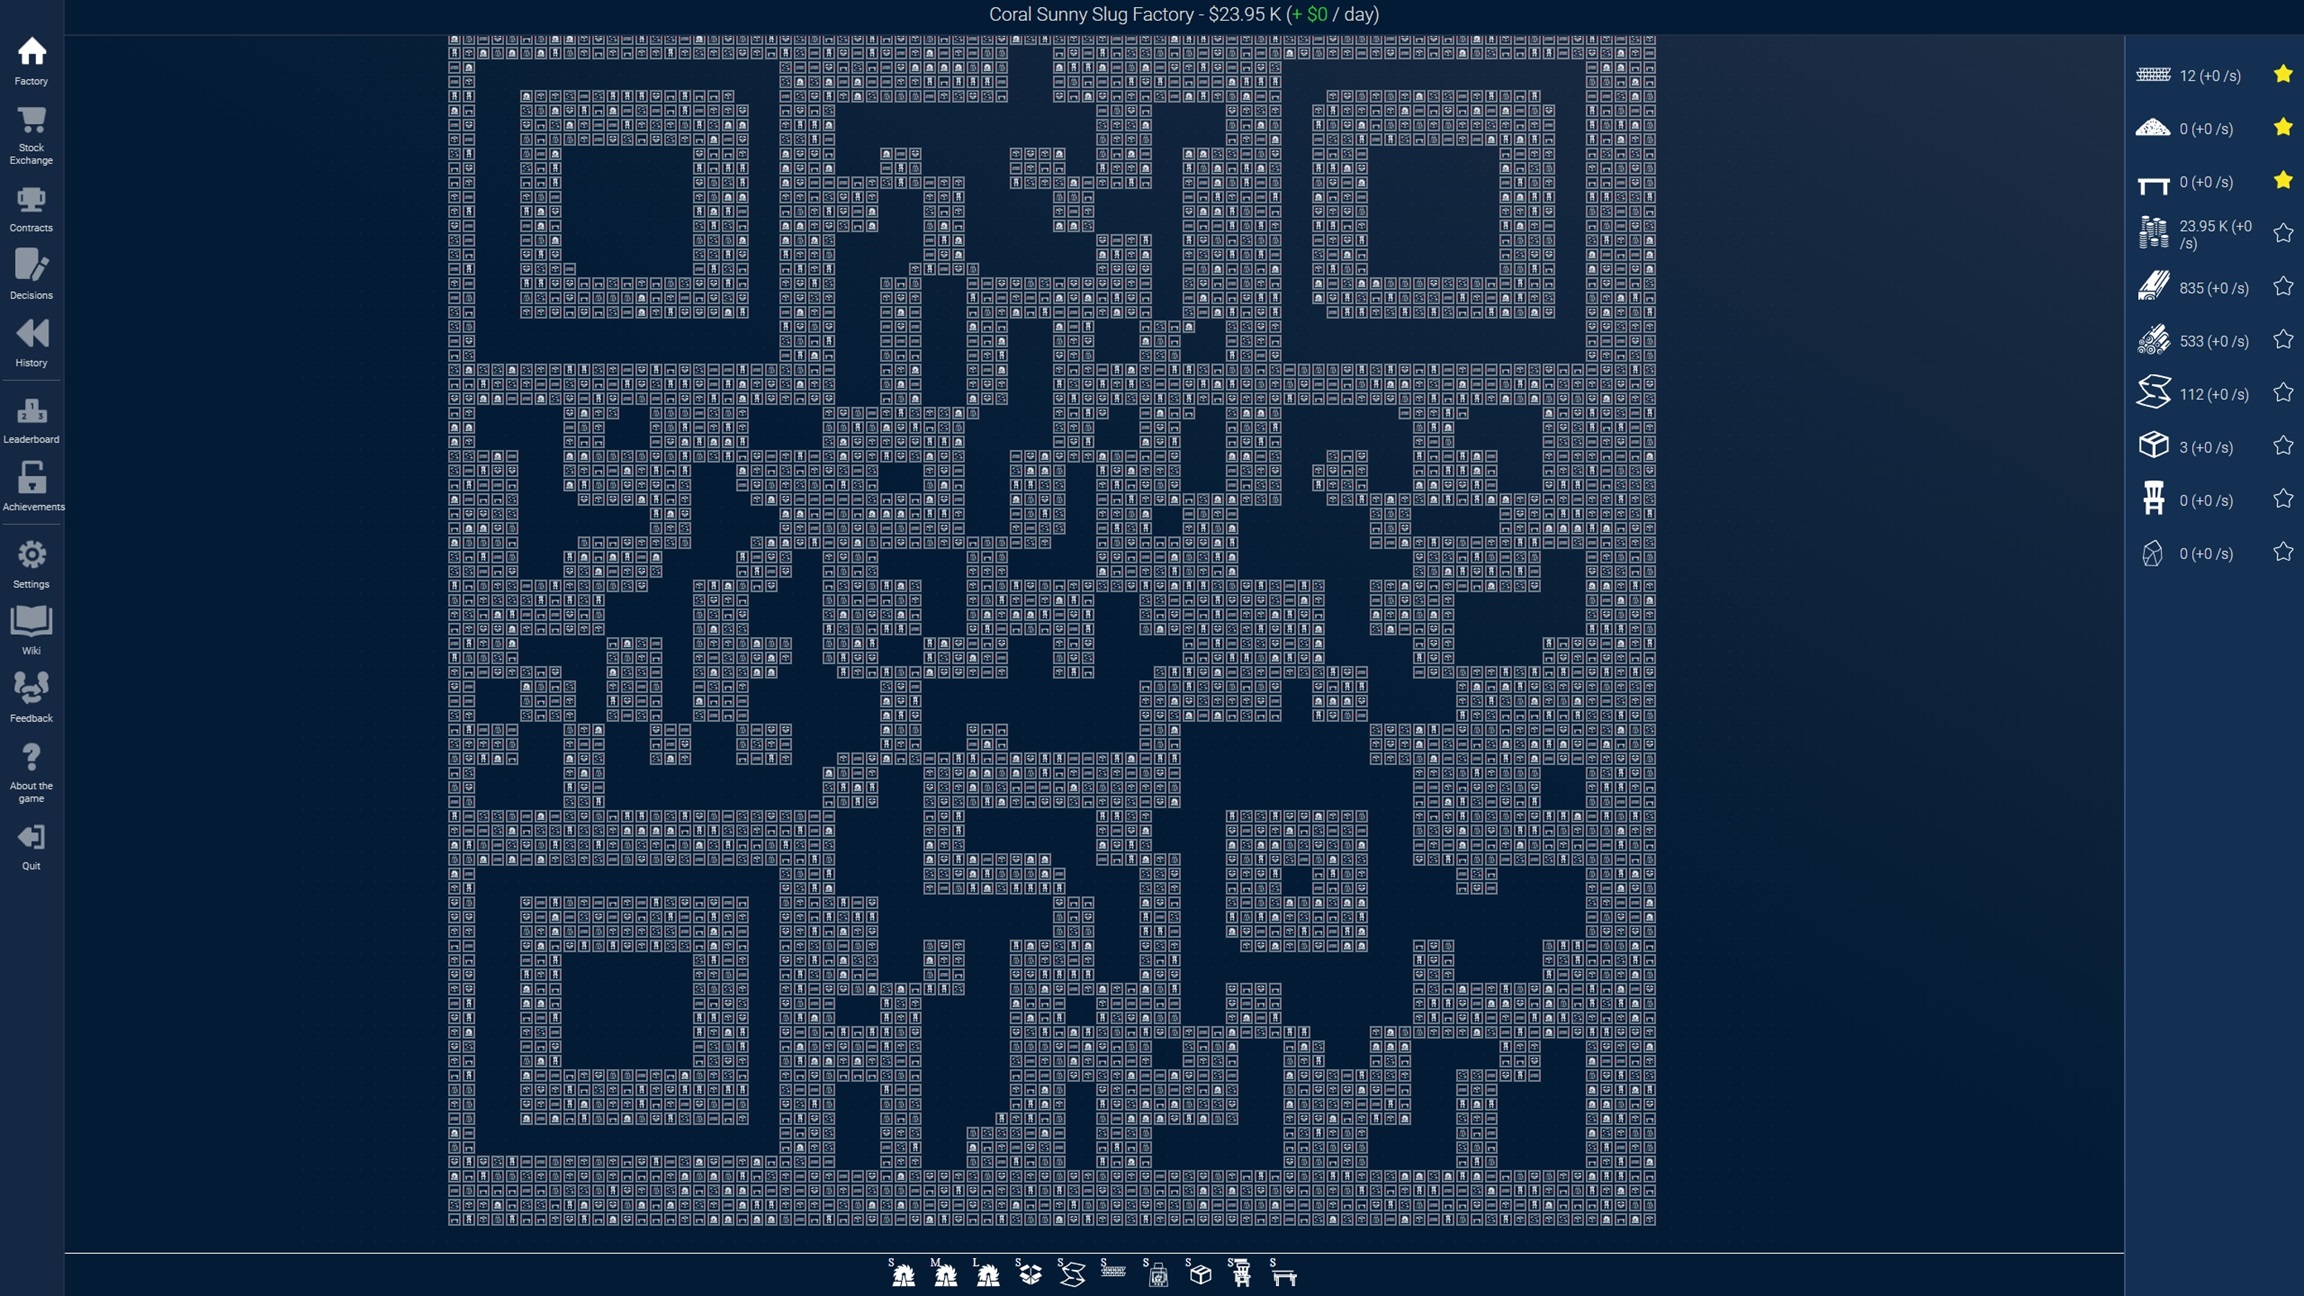 Coral Sunny Slug Factory - $23.95 K (+ $0 / day)
Factory
Stock
Exchange
Contracts
Decisions
History
Leaderboard
Achievements
Settings
Wiki
Feedback
About the
game
Quit
12 (+0 /s)
0 (+0 /s)
0 (+0 /s)
23.95 K (+0
/s)
835 (+0 /s)
533 (+0 /s)
112 (+0 /s)
3 (+0 /s)
0 (+0 /s)
0 (+0 /s)
S M L S S S S S S S